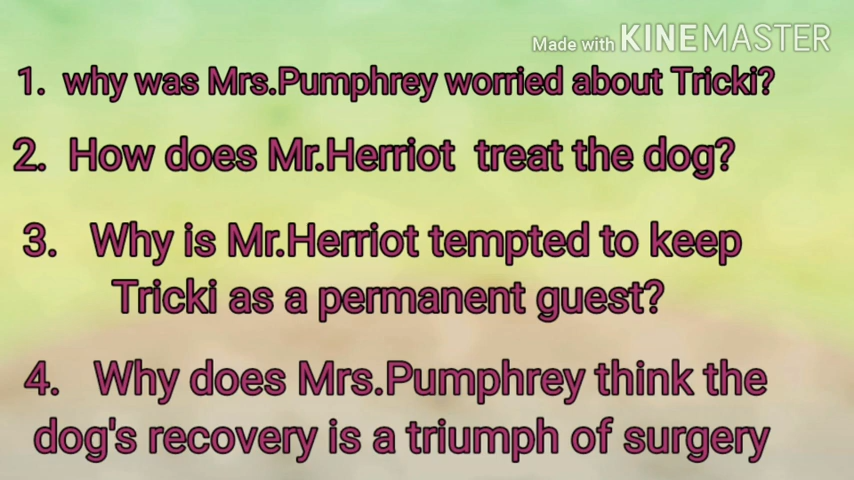 Made with KINEMASTER
1. why was Mrs.Pumphrey worried about Tricki?
2. How does Mr.Herriot treat the dog?
3. Why is Mr.Herriot tempted to keep
Tricki as a permanent guest?
4. Why does Mrs.Pumphrey think the
dog's recovery is a triumph of surgery